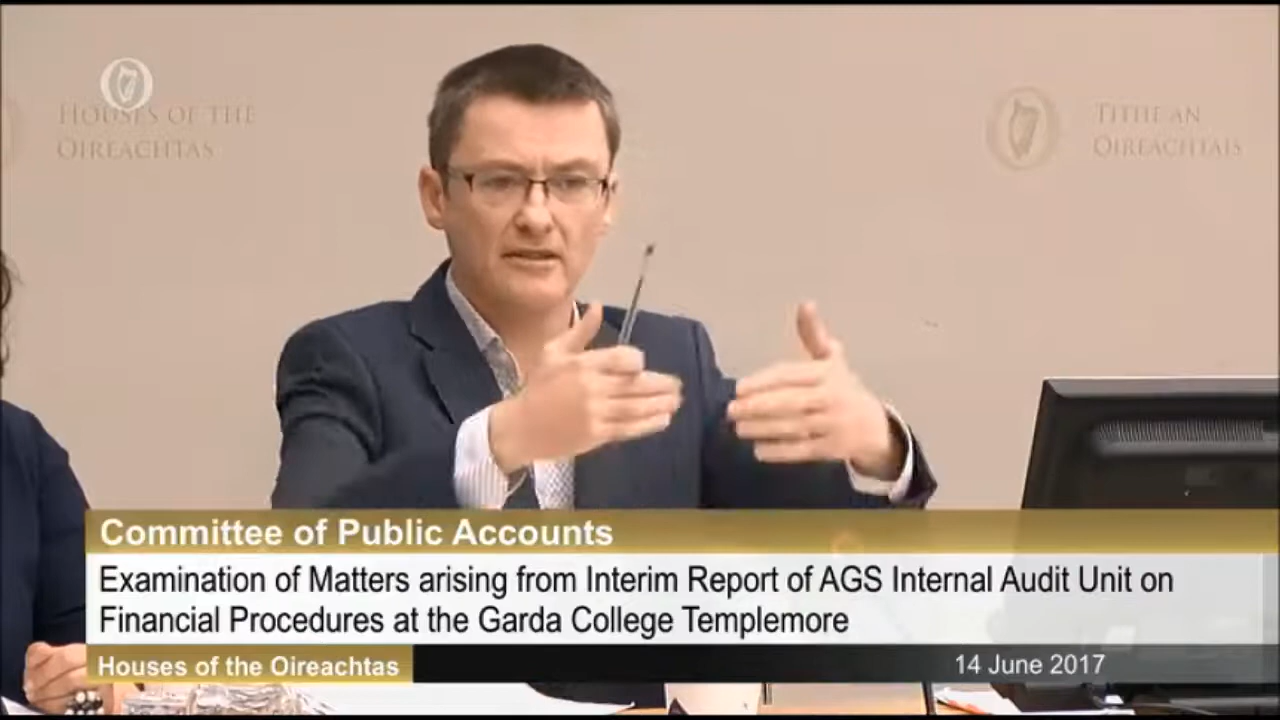 HOUSES OF THE
OIREACHTAS
TITHE AN
OIREACHTAIS
Committee of Public Accounts
Examination of Matters arising from Interim Report of AGS Internal Audit Unit on
Financial Procedures at the Garda College Templemore
Houses of the Oireachtas
14 June 2017